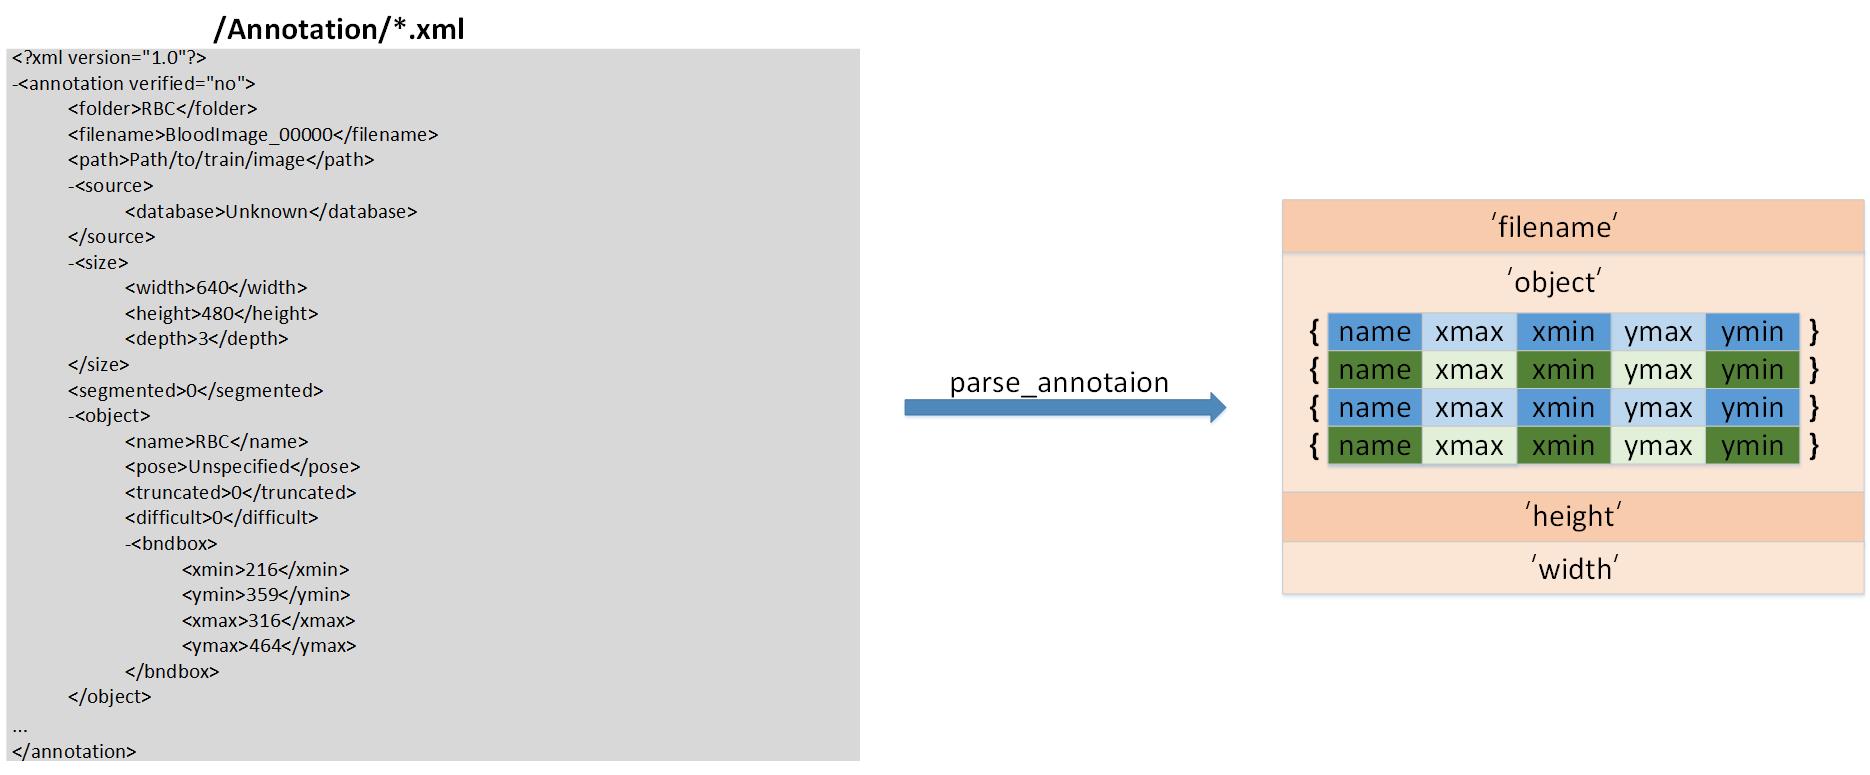 /Annotation/*.xml
<?xml version="1.0"?>
-<annotation verified="no">
<folder>RBC</folder>
<filename>BloodImage_00000</filename>
<path>Path/to/train/image</path>
-<source>
<database>Unknown</database>
</source>
-<size>
<width>640</width>
<height>480</height>
<depth>3</depth>
</size>
<segmented>0</segmented>
-<object>
<name>RBC</name>
<pose>Unspecified</pose>
<truncated>0</truncated>
<difficult>0</difficult>
-<bndbox>
<xmin>216</xmin>
<ymin>359</ymin>
<xmax>316</xmax>
<ymax>464</ymax>
</bndbox>
</object>
...
</annotation>
parse_annotaion
'filename'
'object'
{ name xmax xmin ymax ymin }
{ name xmax xmin ymax ymin }
{ name xmax xmin ymax ymin }
{ name xmax xmin ymax ymin }
'height'
'width'